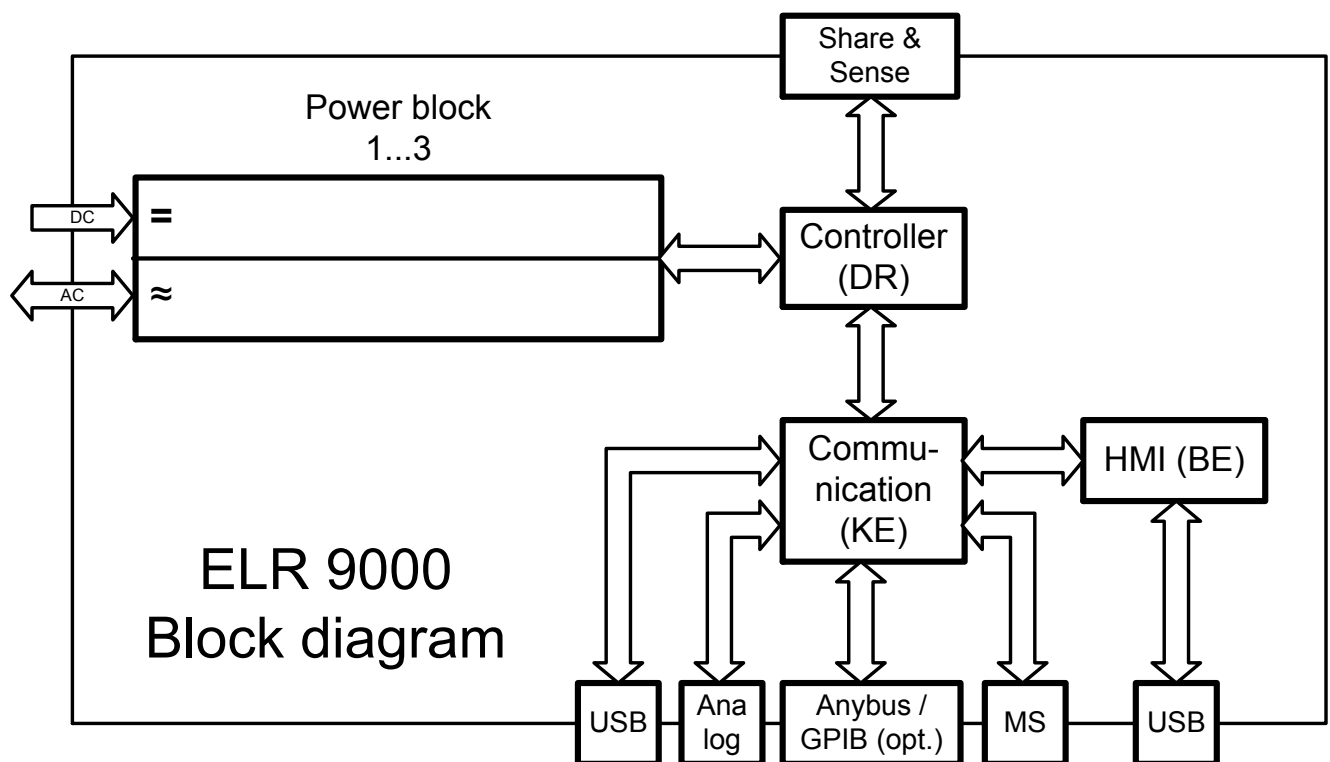 Share &
Sense
Power block
1...3
DC
=
AC
≈
Controller
(DR)
Commu-
nication
(KE)
HMI (BE)
ELR 9000
Block diagram
USB
Ana
log
Anybus /
GPIB (opt.)
MS
USB